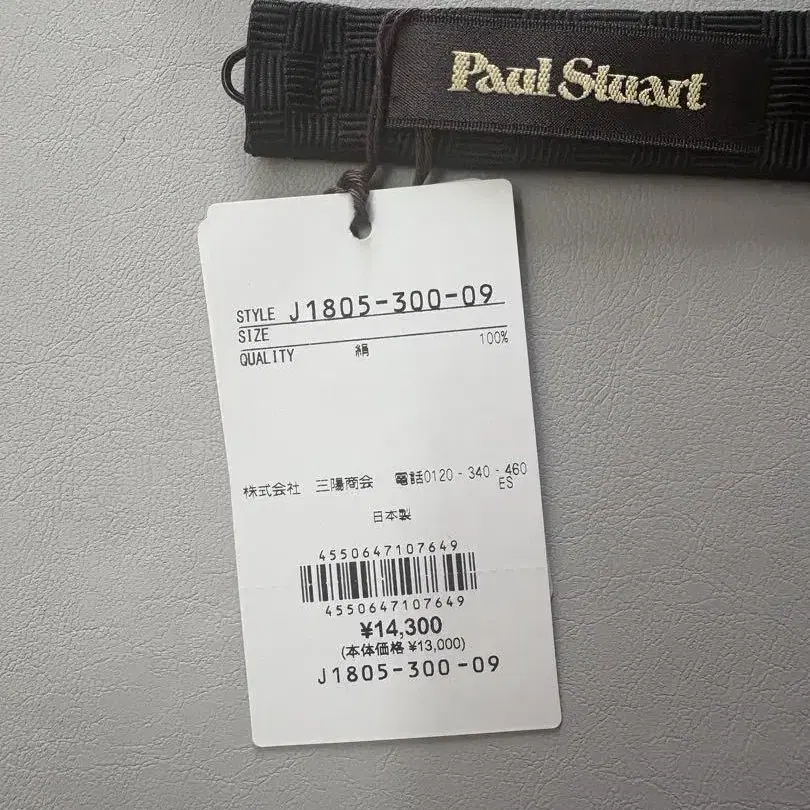 Paul Stuart
STYLE J1805-300-09
SIZE
QUALITY 絹 100%
株式会社 三陽商会 電話0120-340-460
ES
日本製
4550647107649
4550647107649
¥14,300
(本体価格 ¥13,000)
J1805-300-09